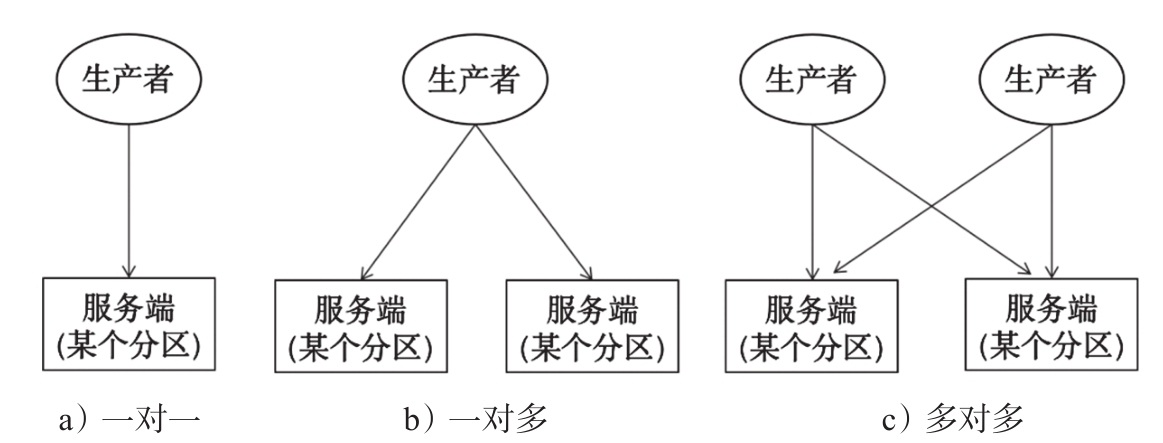 生产者
生产者
生产者
生产者
服务端
(某个分区)
服务端
(某个分区)
服务端
(某个分区)
服务端
(某个分区)
服务端
(某个分区)
a）一对一
b）一对多
c）多对多